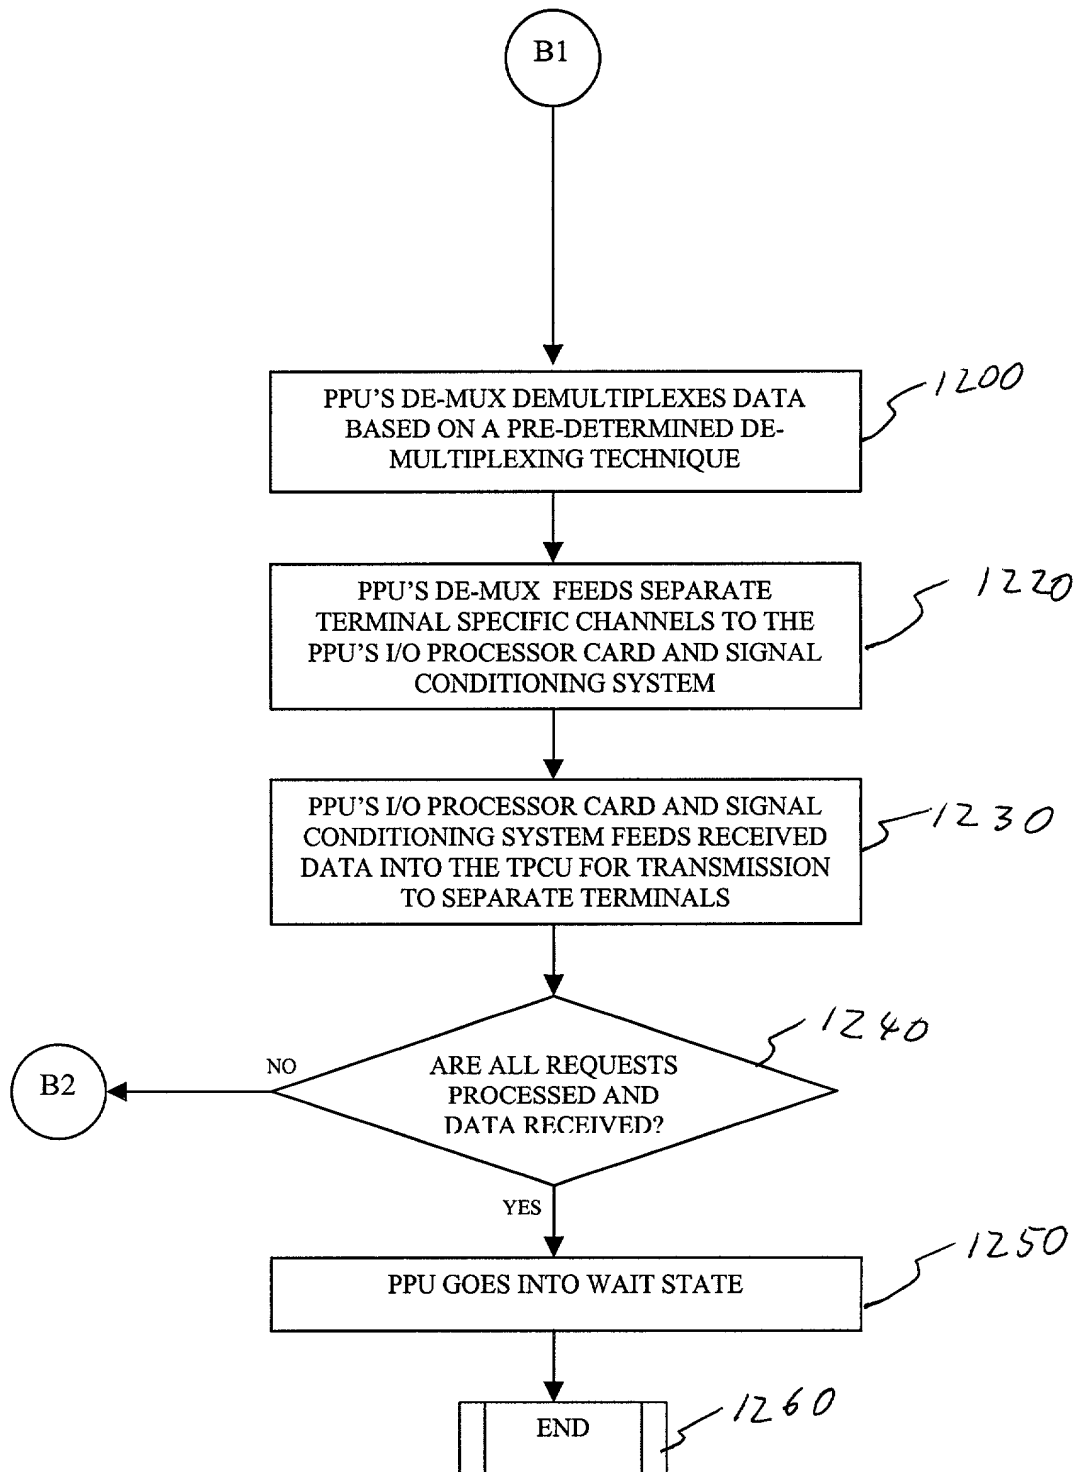 B1
PPU'S DE-MUX DEMULTIPLEXES DATA
BASED ON A PRE-DETERMINED DE-
MULTIPLEXING TECHNIQUE
1200
PPU'S DE-MUX FEEDS SEPARATE
TERMINAL SPECIFIC CHANNELS TO THE
PPU'S I/O PROCESSOR CARD AND SIGNAL
CONDITIONING SYSTEM
1220
PPU'S I/O PROCESSOR CARD AND SIGNAL
CONDITIONING SYSTEM FEEDS RECEIVED
DATA INTO THE TPCU FOR TRANSMISSION
TO SEPARATE TERMINALS
1230
1240
NO
ARE ALL REQUESTS
PROCESSED AND
DATA RECEIVED?
B2
YES
1250
PPU GOES INTO WAIT STATE
1260
END